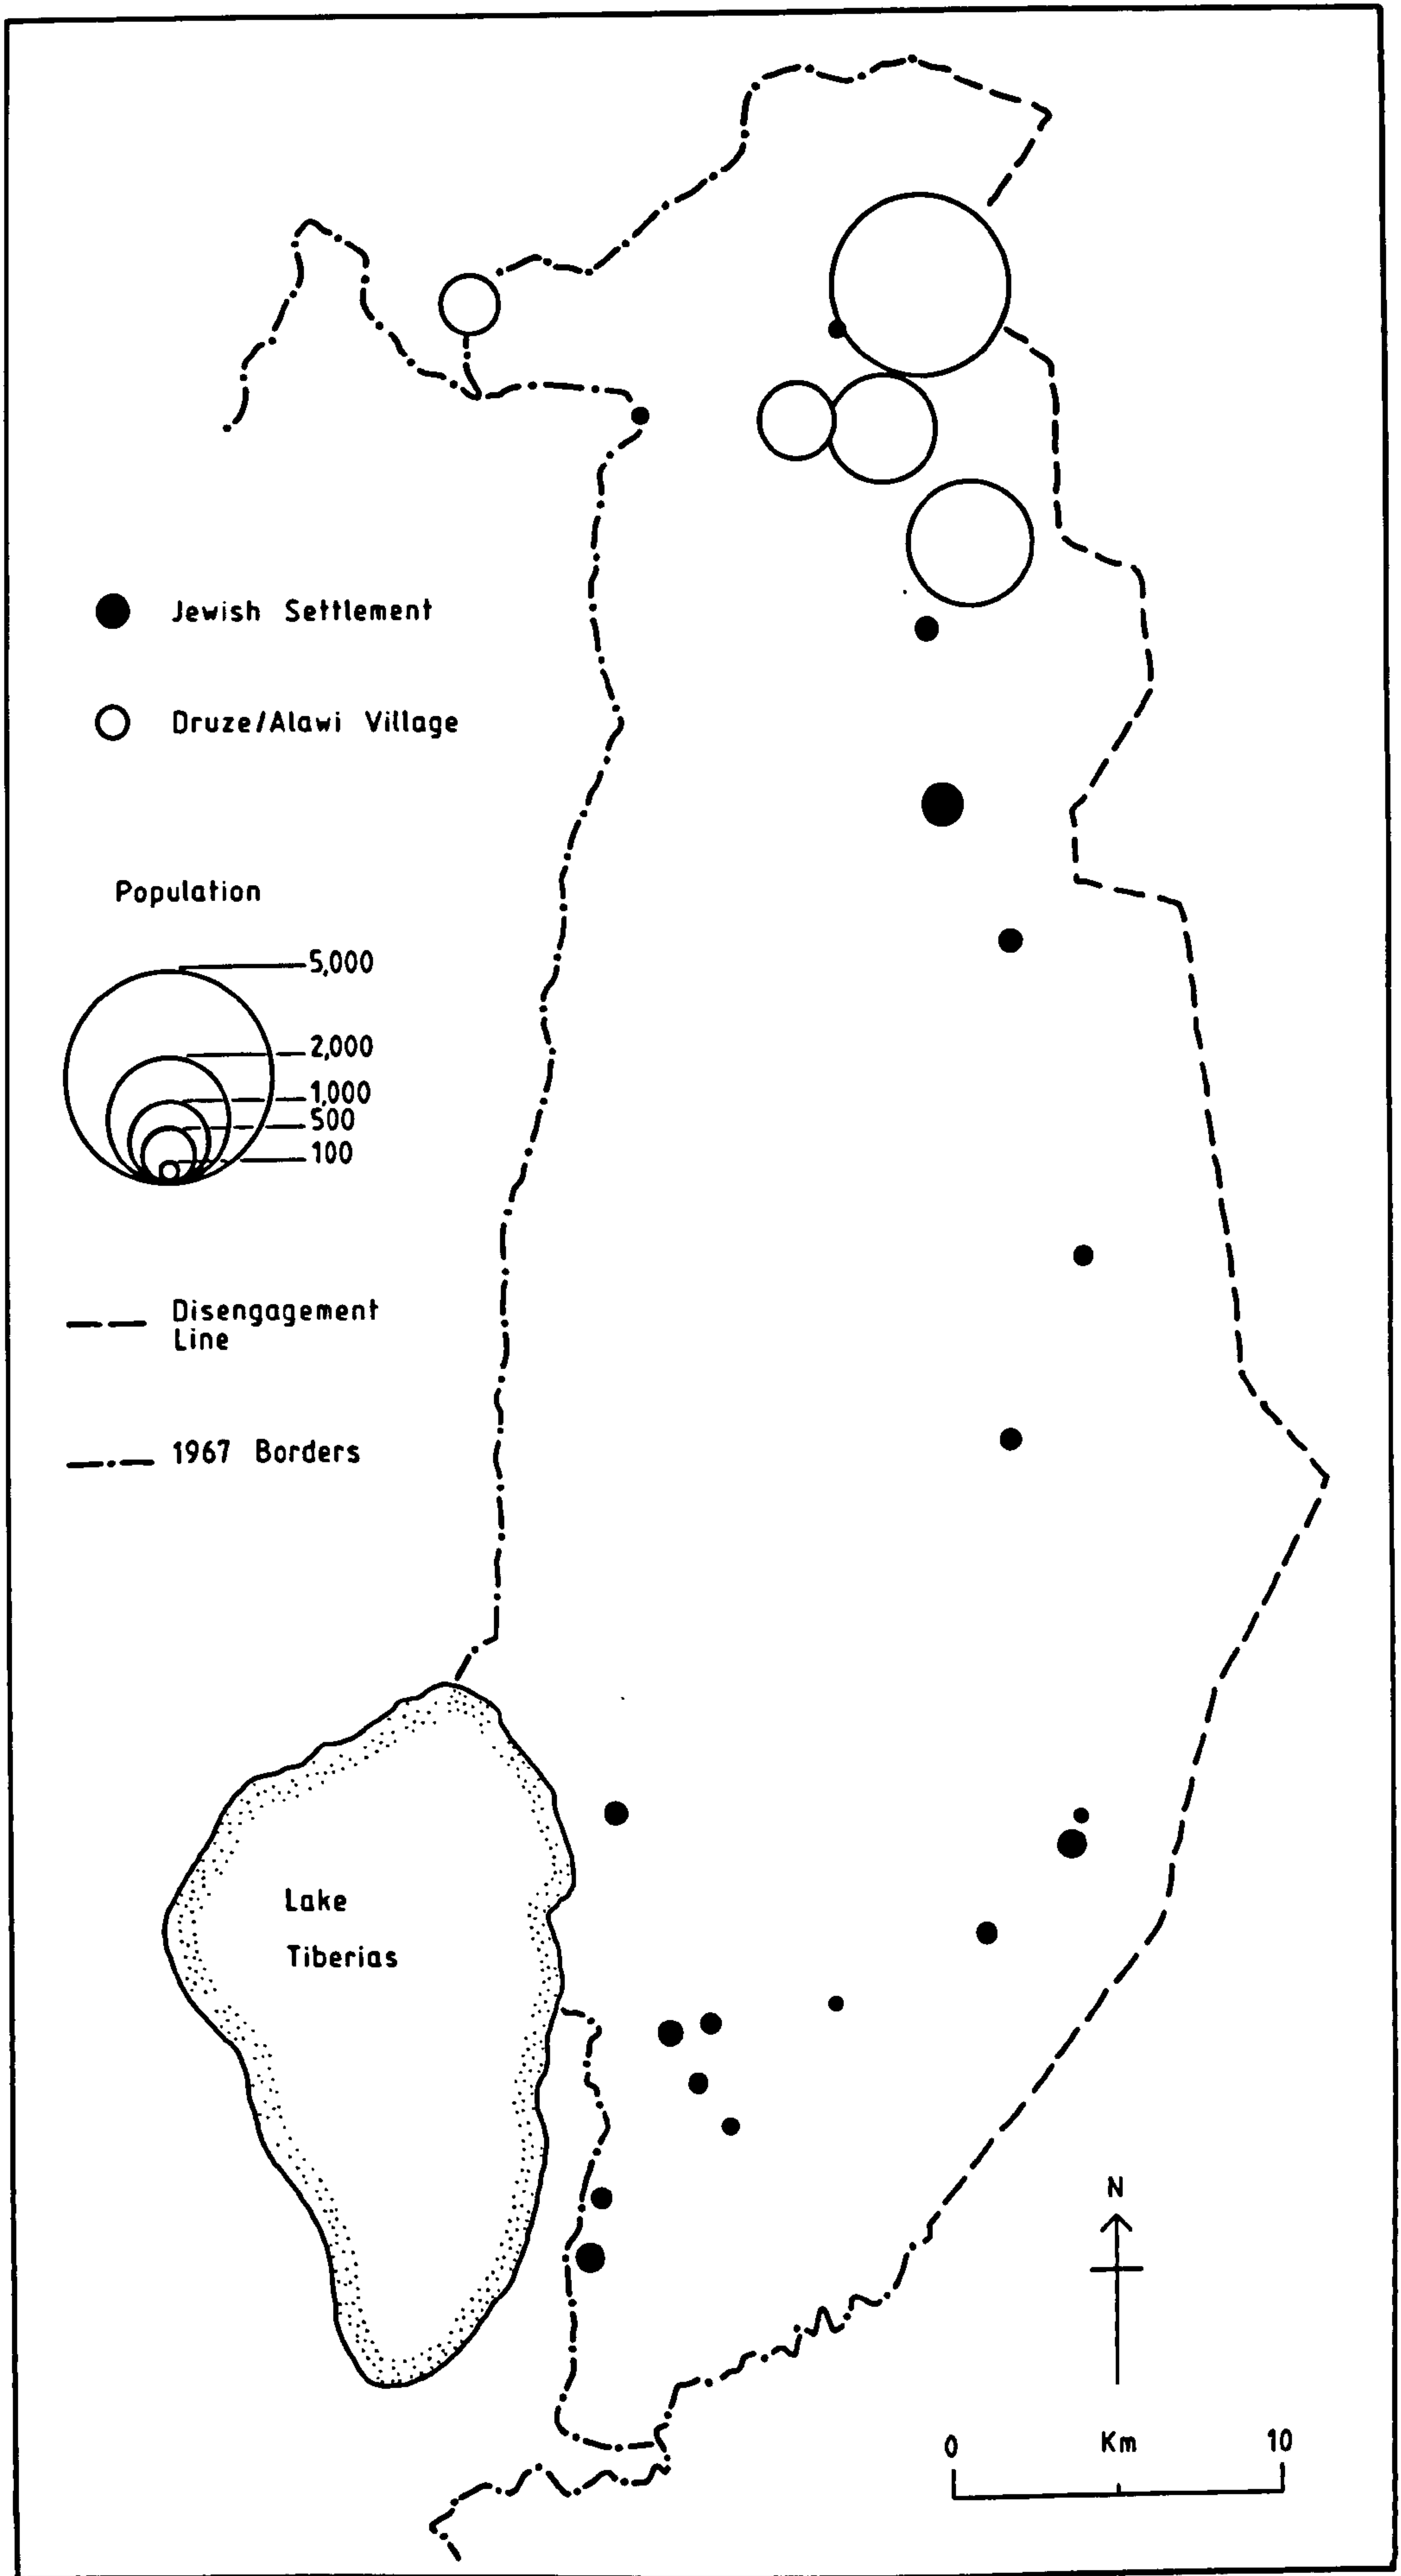 Jewish Settlement
Druze/Alawi Village
Population
5,000
2,000
1,000
500
100
Disengagement
Line
1967 Borders
Lake
Tiberias
N
0 Km 10